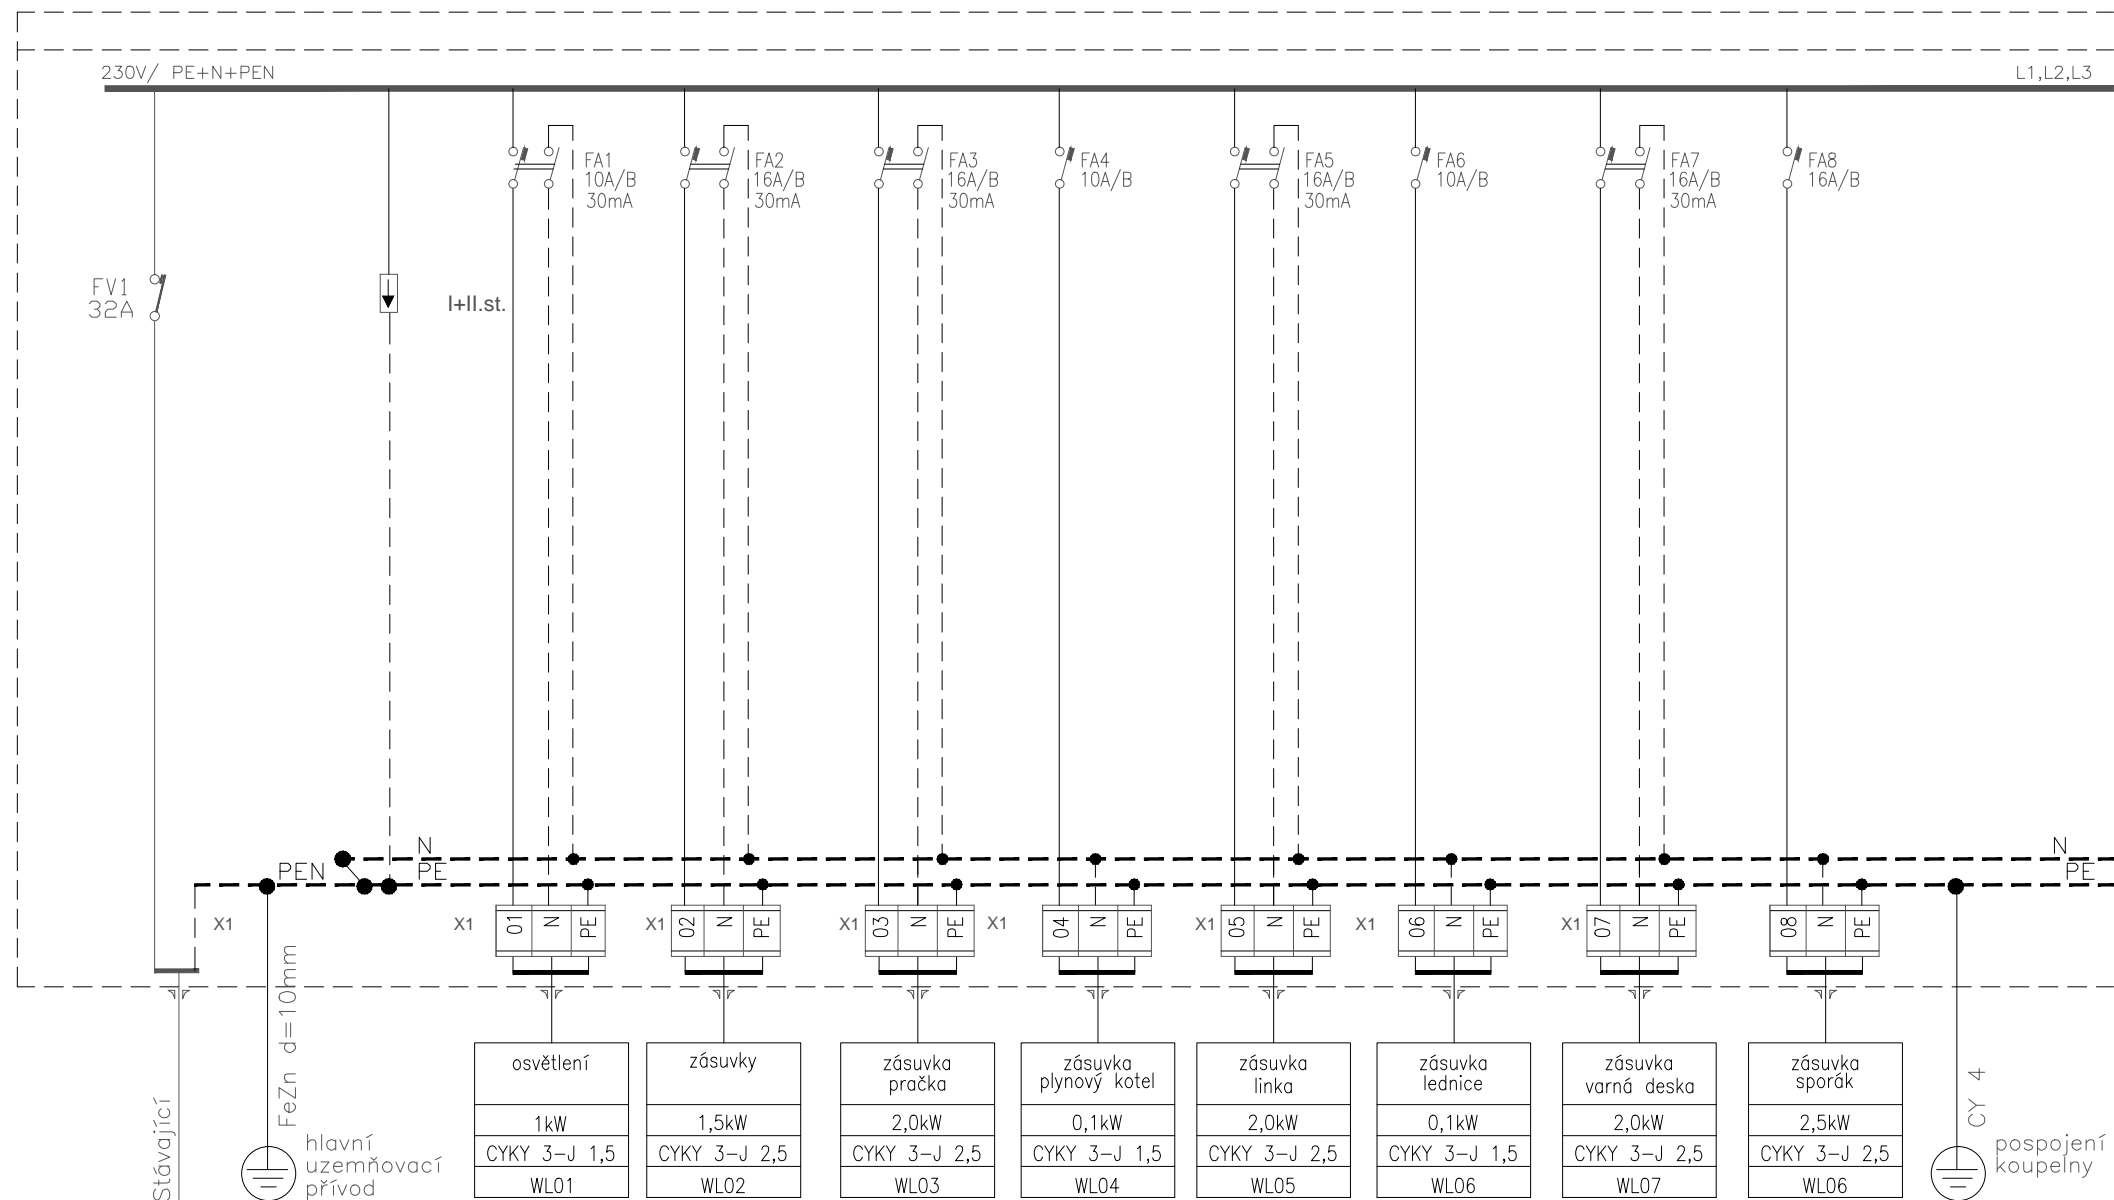 230V/ PE+N+PEN
L1,L2,L3
FA1
10A/B
30mA
FA2
16A/B
30mA
FA3
16A/B
30mA
FA4
10A/B
FA5
16A/B
30mA
FA6
10A/B
FA7
16A/B
30mA
FA8
16A/B
FV1
32A
I+II.st.
N
PEN
PE
N
PE
X1
X1
01 N PE
X1
02 N PE
X1
03 N PE
X1
04 N PE
X1
05 N PE
X1
06 N PE
X1
07 N PE
08 N PE
Stávající
FeZn d=10mm
hlavní
uzemňovací
přívod
osvětlení
1kW
CYKY 3-J 1,5
WL01
zásuvky
1,5kW
CYKY 3-J 2,5
WL02
zásuvka
pračka
2,0kW
CYKY 3-J 2,5
WL03
zásuvka
plynový kotel
0,1kW
CYKY 3-J 1,5
WL04
zásuvka
linka
2,0kW
CYKY 3-J 2,5
WL05
zásuvka
lednice
0,1kW
CYKY 3-J 1,5
WL06
zásuvka
varná deska
2,0kW
CYKY 3-J 2,5
WL07
zásuvka
sporák
2,5kW
CYKY 3-J 2,5
WL06
CY 4
pospojení
koupelny